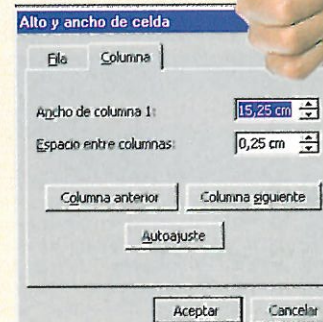 Alto y ancho de celda
Fila Columna
Ancho de columna 1: 15,25 cm
Espacio entre columnas: 0,25 cm
Columna anterior Columna siguiente
Autoajuste
Aceptar Cancelar